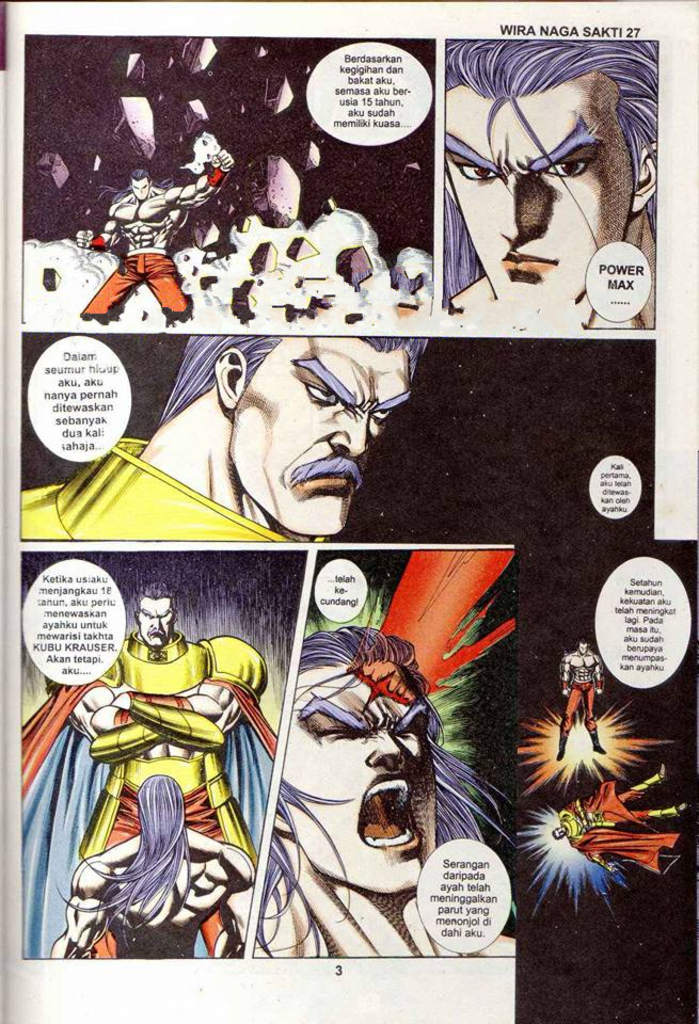 WIRA NAGA SAKTI 27
Berdasarkan
kegigihan dan
bakat aku,
semasa aku ber-
usia 15 tahun,
aku sudah
memiliki kuasa....
POWER
MAX
......
Dalam
seumur hidup
aku, aku
nanya pernah
ditewaskan
sebanyak
dua kali
sahaja...
Kali
pertama,
aku telah
ditewas-
kan oleh
ayahku.
Ketika usiaku
menjangkau 18
tahun, aku perlu
menewaskan
ayahku untuk
mewarisi takhta
KUBU KRAUSER.
Akan tetapi,
aku....
...telah
ke-
cundang!
Serangan
daripada
ayah telah
meninggalkan
parut yang
menonjol di
dahi aku.
Setahun
kemudian,
kekuatan aku
telah meningkat
lagi. Pada
masa itu,
aku sudah
berupaya
menumpas-
kan ayahku.
3